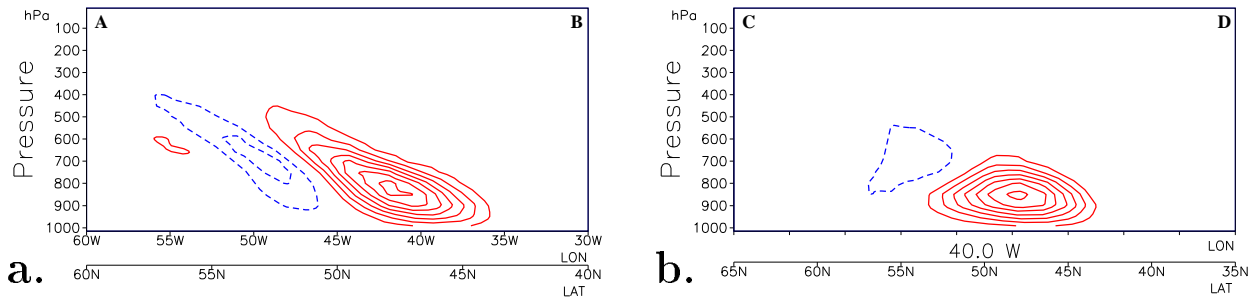 hPa A B
100
200
300
400
500
600
700
800
900
1000
Pressure
60W 55W 50W 45W 40W 35W 30W
LON
60N 55N 50N 45N 40N
LAT
a.
hPa C D
100
200
300
400
500
600
700
800
900
1000
Pressure
40.0 W
LON
65N 60N 55N 50N 45N 40N 35N
LAT
b.